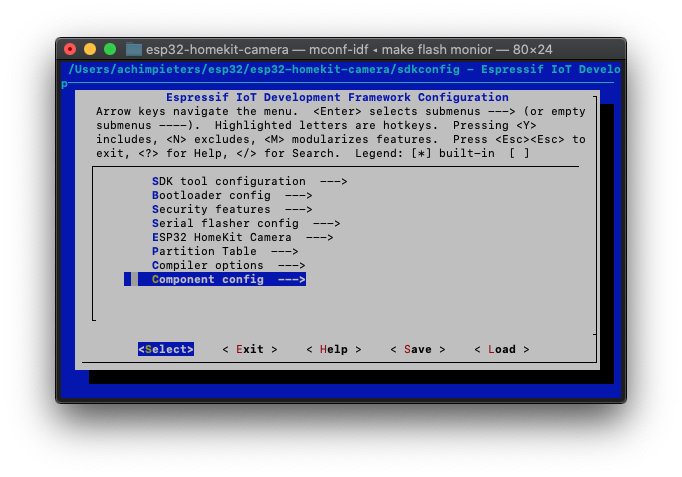 esp32-homekit-camera — mconf-idf ◂ make flash monior — 80×24
/Users/achimpieters/esp32/esp32-homekit-camera/sdkconfig - Espressif IoT Develo
p
Espressif IoT Development Framework Configuration
Arrow keys navigate the menu.  <Enter> selects submenus ---> (or empty
submenus ----).  Highlighted letters are hotkeys.  Pressing <Y>
includes, <N> excludes, <M> modularizes features.  Press <Esc><Esc> to
exit, <?> for Help, </> for Search.  Legend: [*] built-in  [ ]
SDK tool configuration  --->
Bootloader config  --->
Security features  --->
Serial flasher config  --->
ESP32 HomeKit Camera  --->
Partition Table  --->
Compiler options  --->
Component config  --->
<Select>    < Exit >    < Help >    < Save >    < Load >